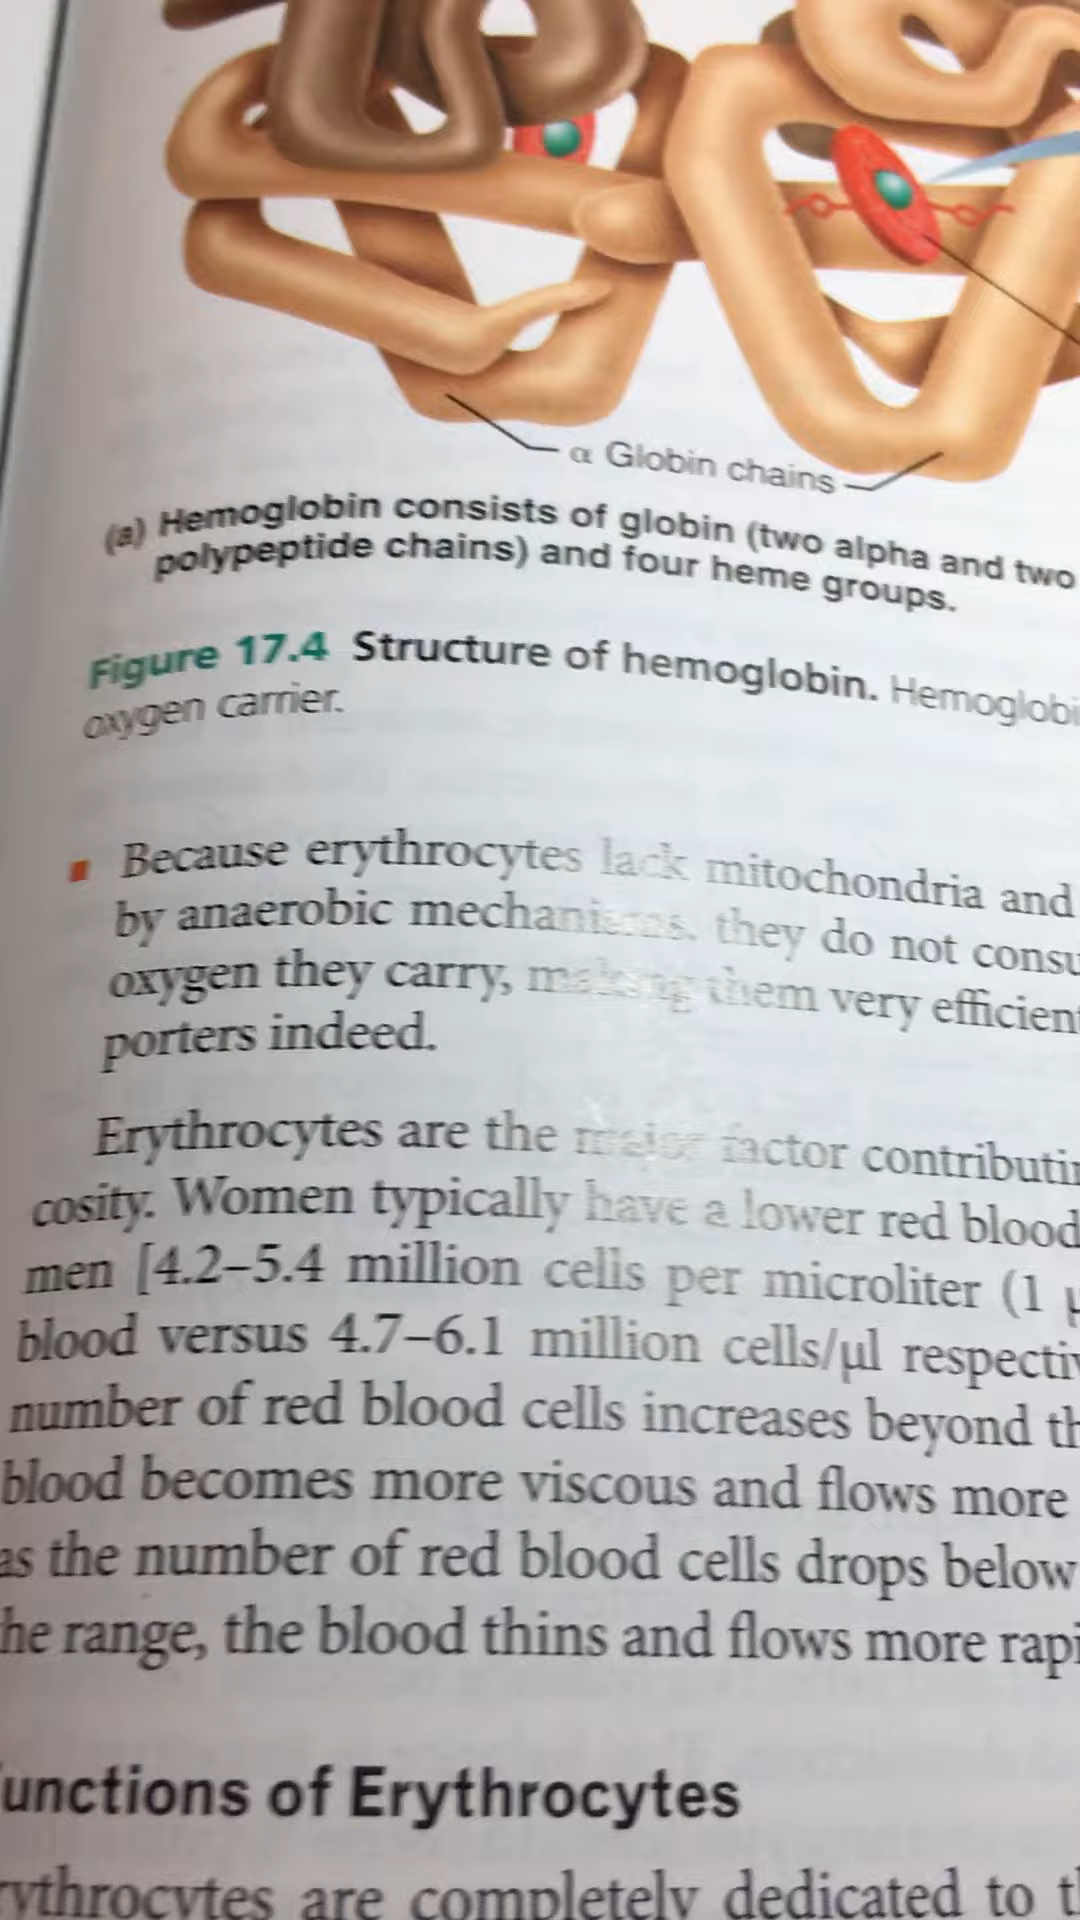 α Globin chains
(a) Hemoglobin consists of globin (two alpha and two
polypeptide chains) and four heme groups.
Figure 17.4 Structure of hemoglobin. Hemoglobi
oxygen carrier.
Because erythrocytes lack mitochondria and
by anaerobic mechanisms, they do not consu
oxygen they carry, making them very efficient
porters indeed.
Erythrocytes are the major factor contributin
cosity. Women typically have a lower red blood
men [4.2–5.4 million cells per microliter (1 μ
blood versus 4.7–6.1 million cells/μl respectiv
number of red blood cells increases beyond th
blood becomes more viscous and flows more
as the number of red blood cells drops below
he range, the blood thins and flows more rapi
unctions of Erythrocytes
rythrocytes are completely dedicated to th